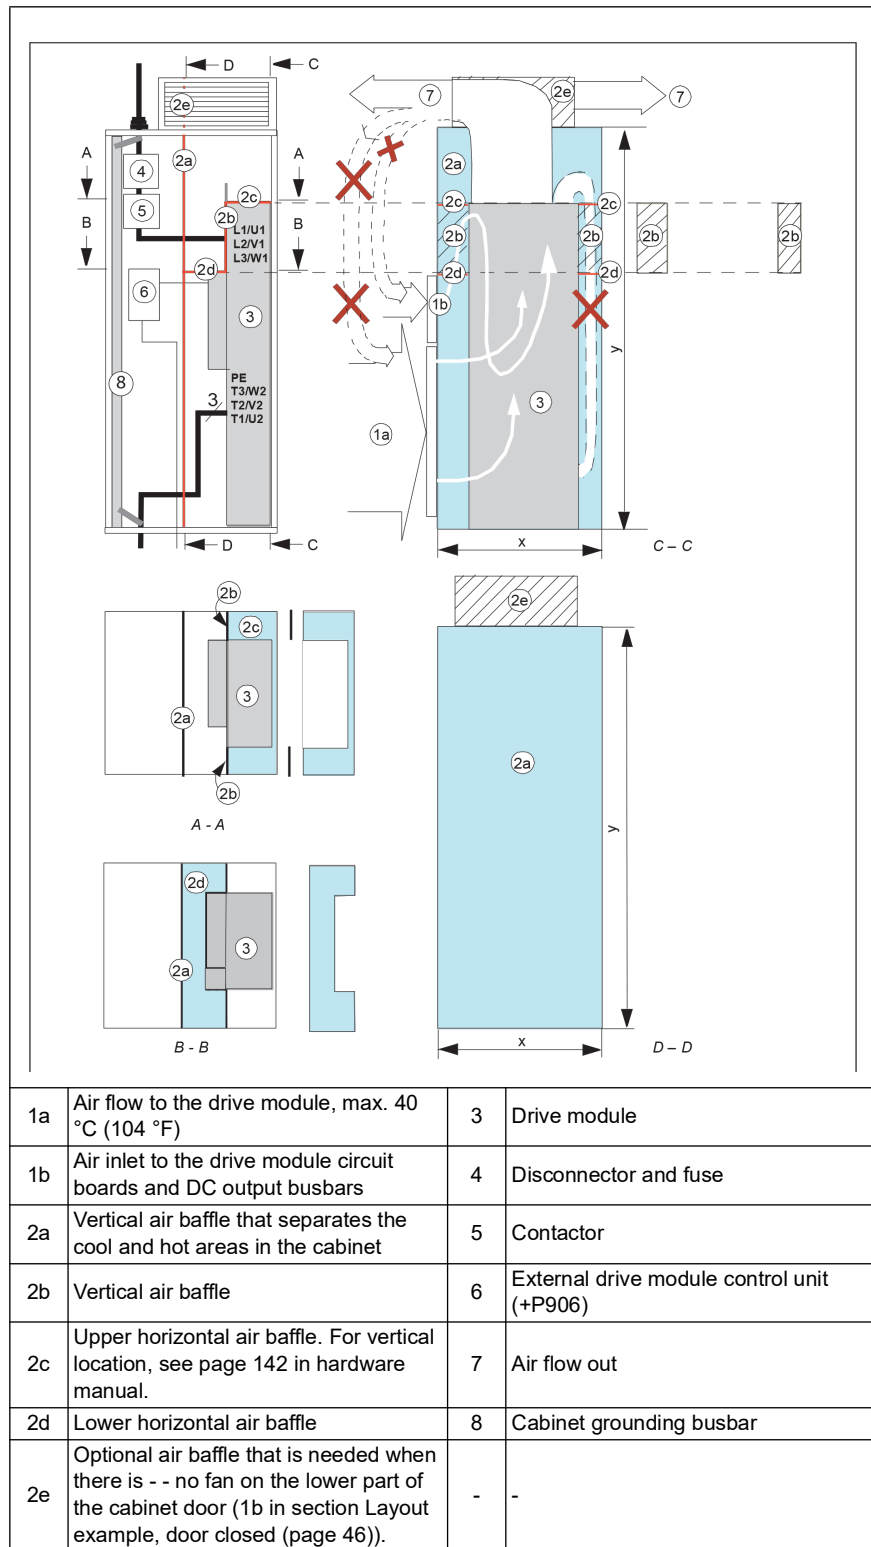 D
C
2e
2a
A
A
4
2c
5
2b
B
B
L1/U1
L2/V1
L3/W1
2d
6
3
8
PE
T3/W2
T2/V2
T1/U2
3
D
C
7
2e
7
2a
2c
2c
2b
2b
2b
2b
2d
2d
1b
y
3
1a
x
C – C
2b
2c
3
2a
2b
A - A
2d
3
2a
B - B
2e
2a
y
x
D – D
1a Air flow to the drive module, max. 40
°C (104 °F)
3 Drive module
1b Air inlet to the drive module circuit
boards and DC output busbars
4 Disconnector and fuse
2a Vertical air baffle that separates the
cool and hot areas in the cabinet
5 Contactor
2b Vertical air baffle
6 External drive module control unit
(+P906)
2c Upper horizontal air baffle. For vertical
location, see page 142 in hardware
manual.
7 Air flow out
2d Lower horizontal air baffle
8 Cabinet grounding busbar
2e Optional air baffle that is needed when
there is - - no fan on the lower part of
the cabinet door (1b in section Layout
example, door closed (page 46)).
- -